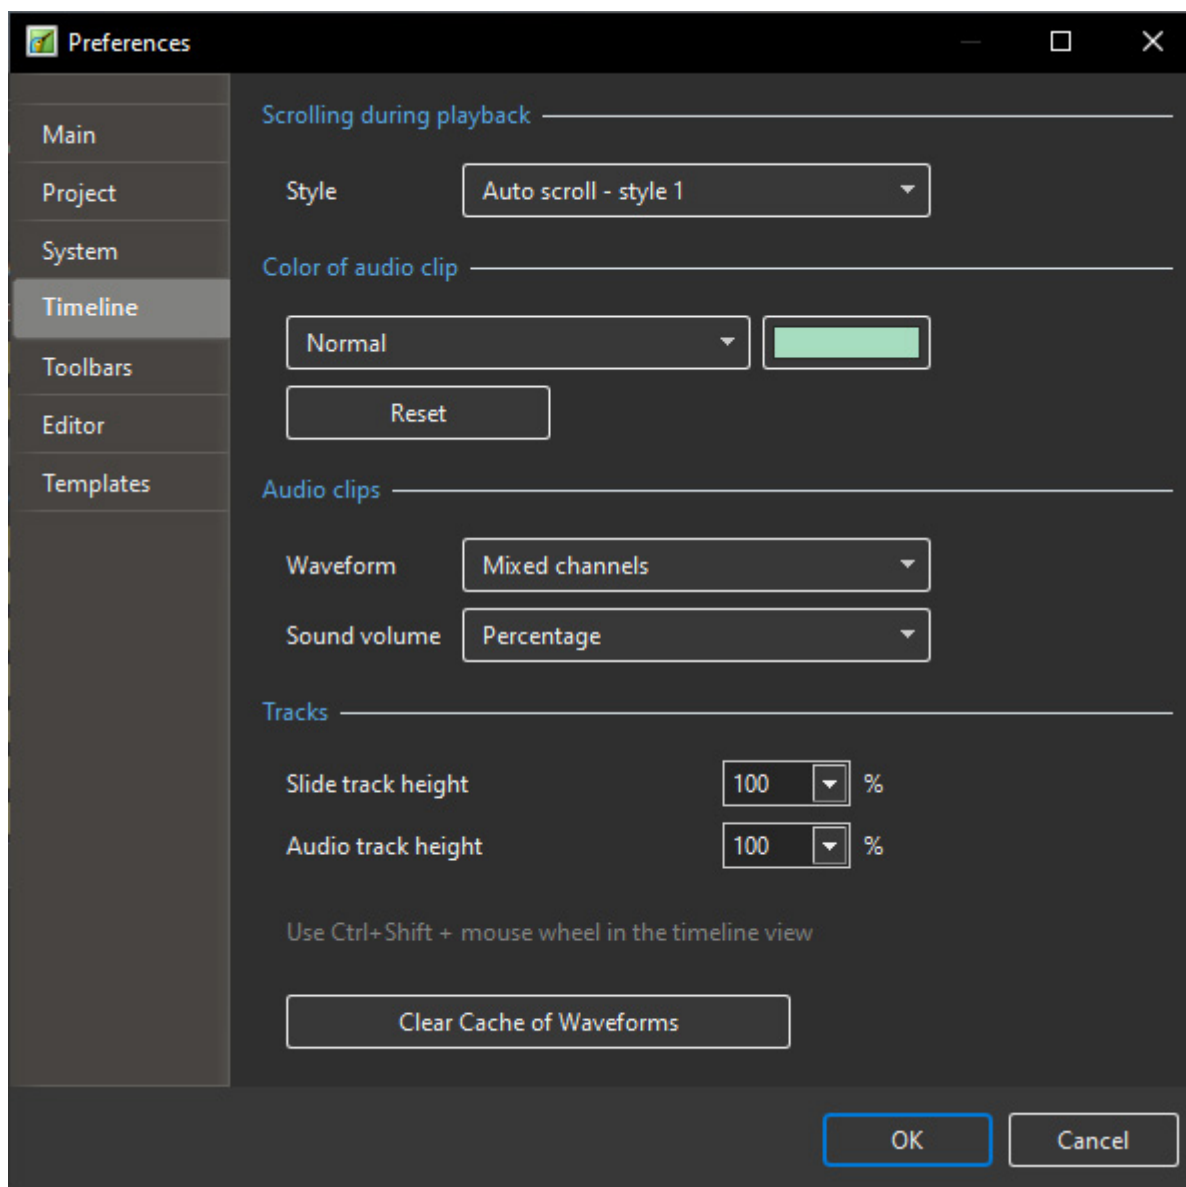 Preferences
Main
Project
System
Timeline
Toolbars
Editor
Templates
Scrolling during playback
Style Auto scroll - style 1
Color of audio clip
Normal
Reset
Audio clips
Waveform Mixed channels
Sound volume Percentage
Tracks
Slide track height 100 %
Audio track height 100 %
Use Ctrl+Shift + mouse wheel in the timeline view
Clear Cache of Waveforms
OK Cancel